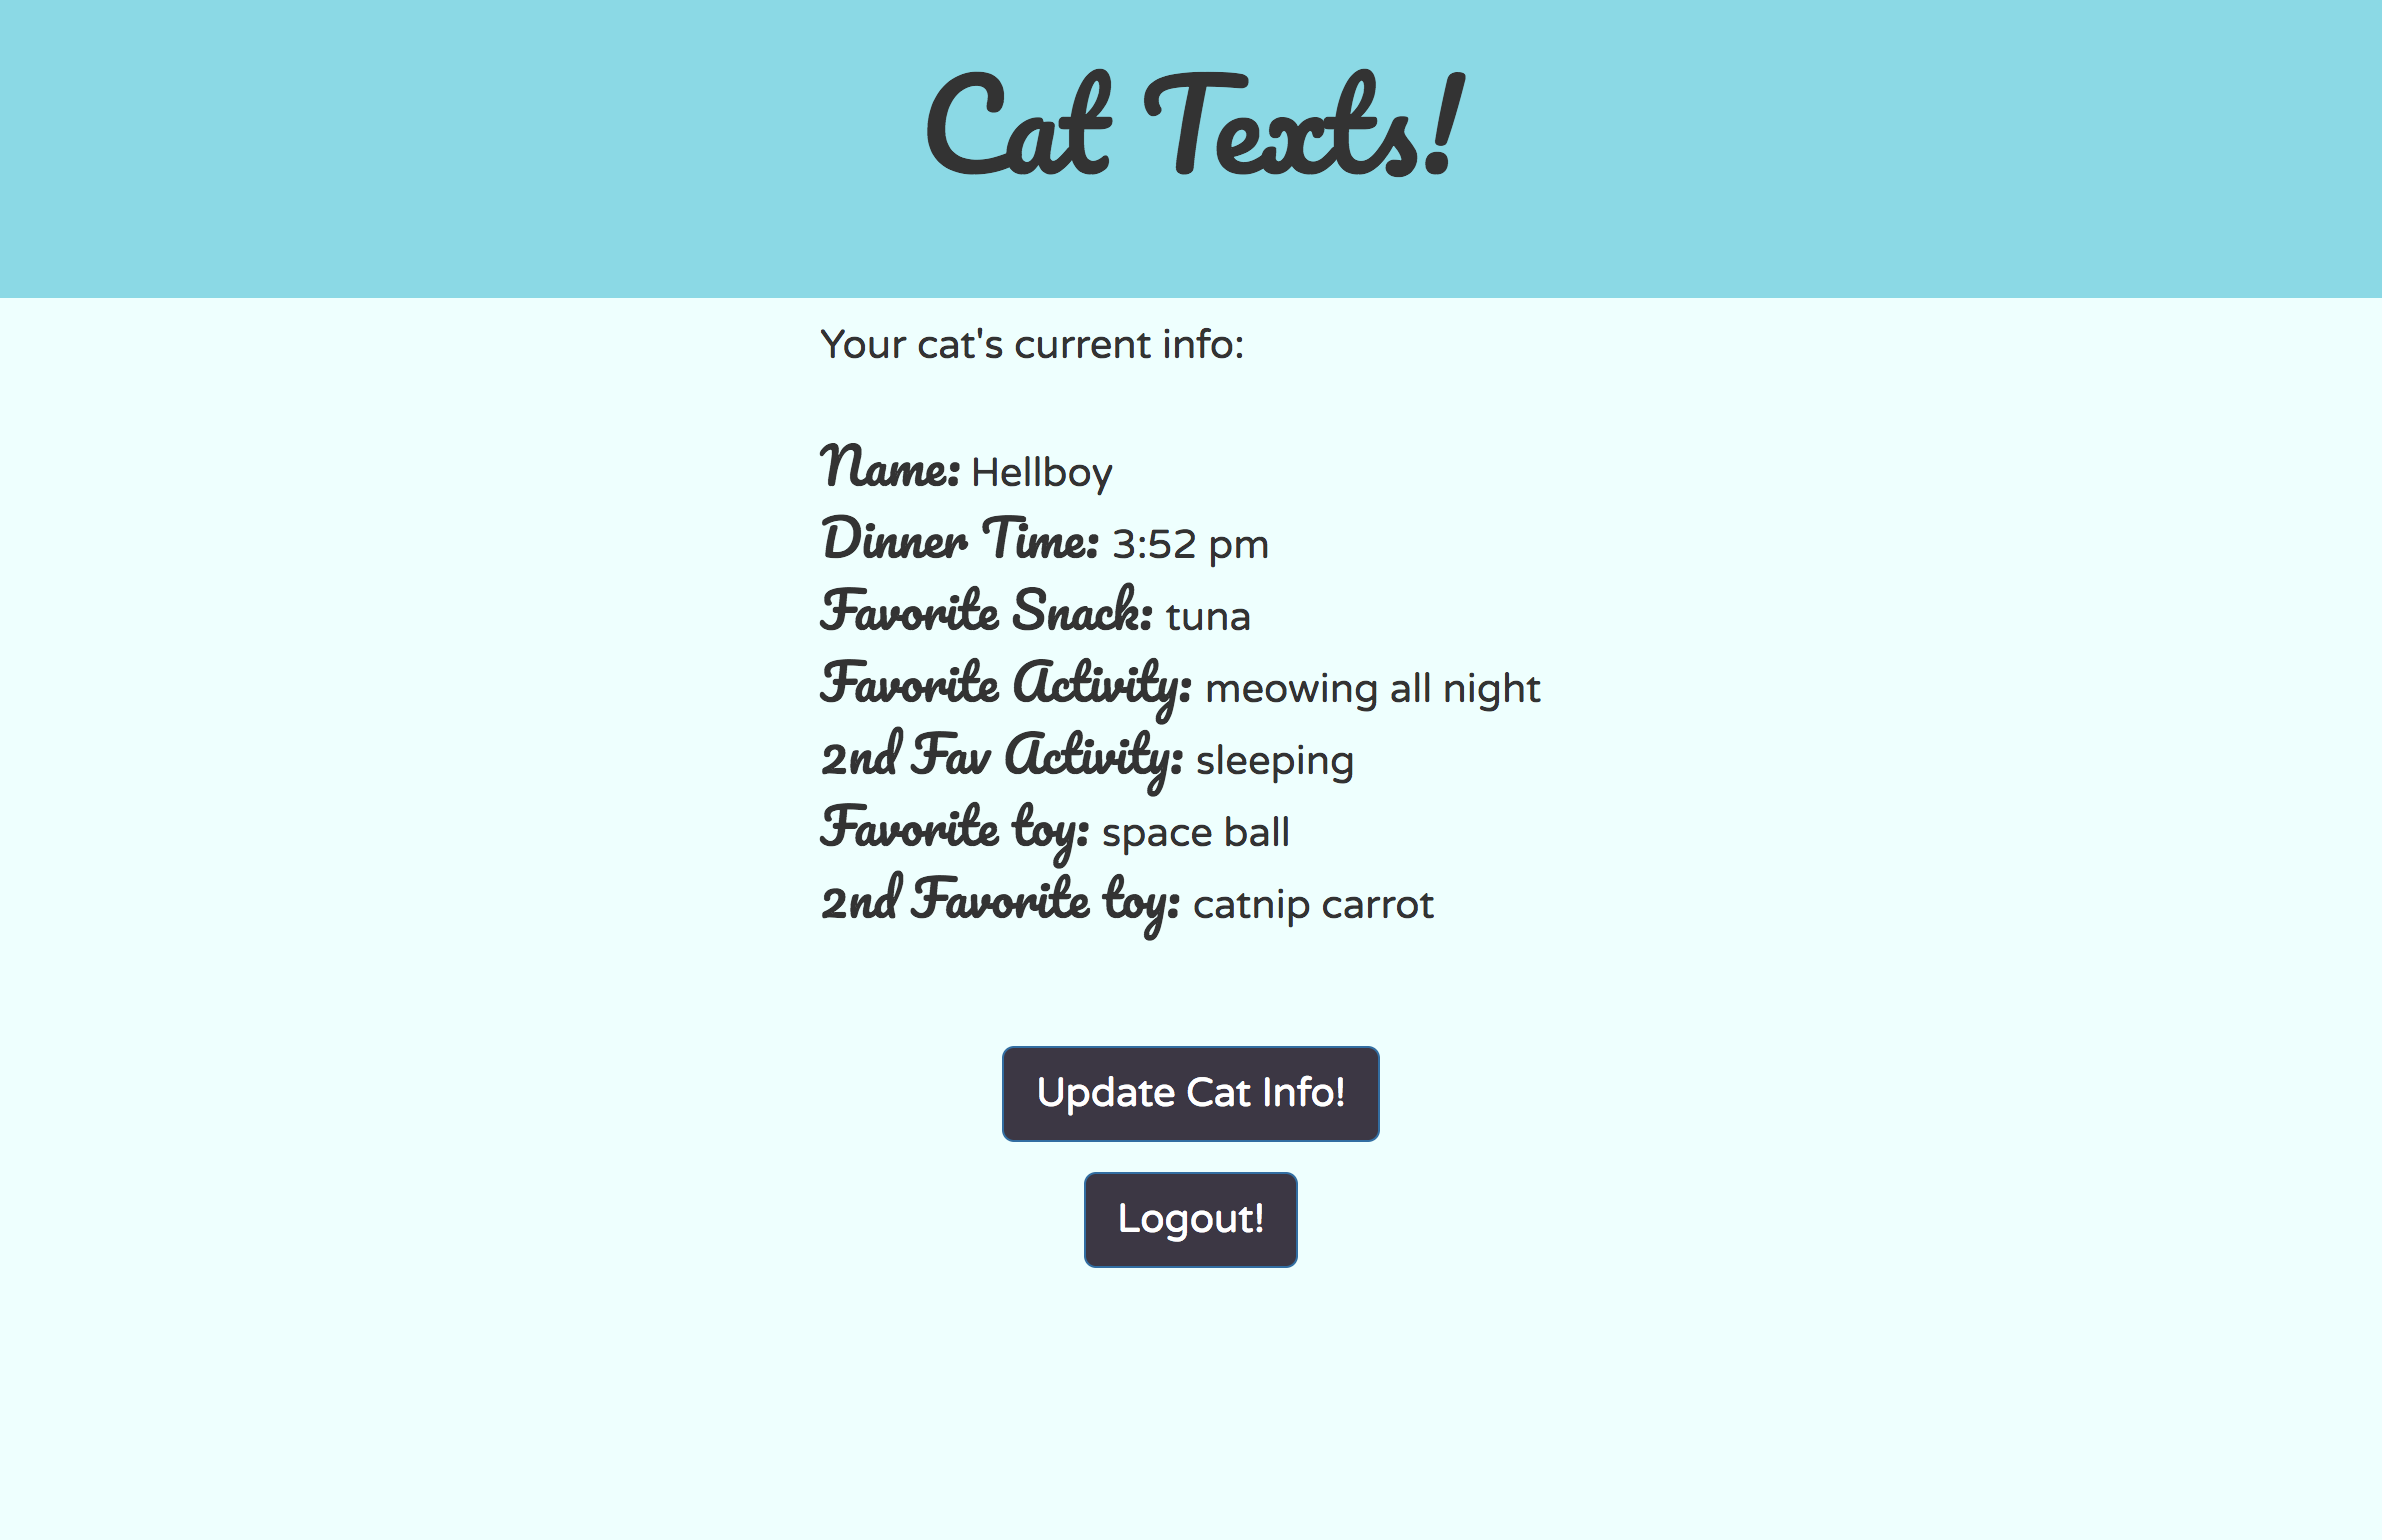 Cat Texts!
Your cat's current info:
Name: Hellboy
Dinner Time: 3:52 pm
Favorite Snack: tuna
Favorite Activity: meowing all night
2nd Fav Activity: sleeping
Favorite toy: space ball
2nd Favorite toy: catnip carrot
Update Cat Info!
Logout!